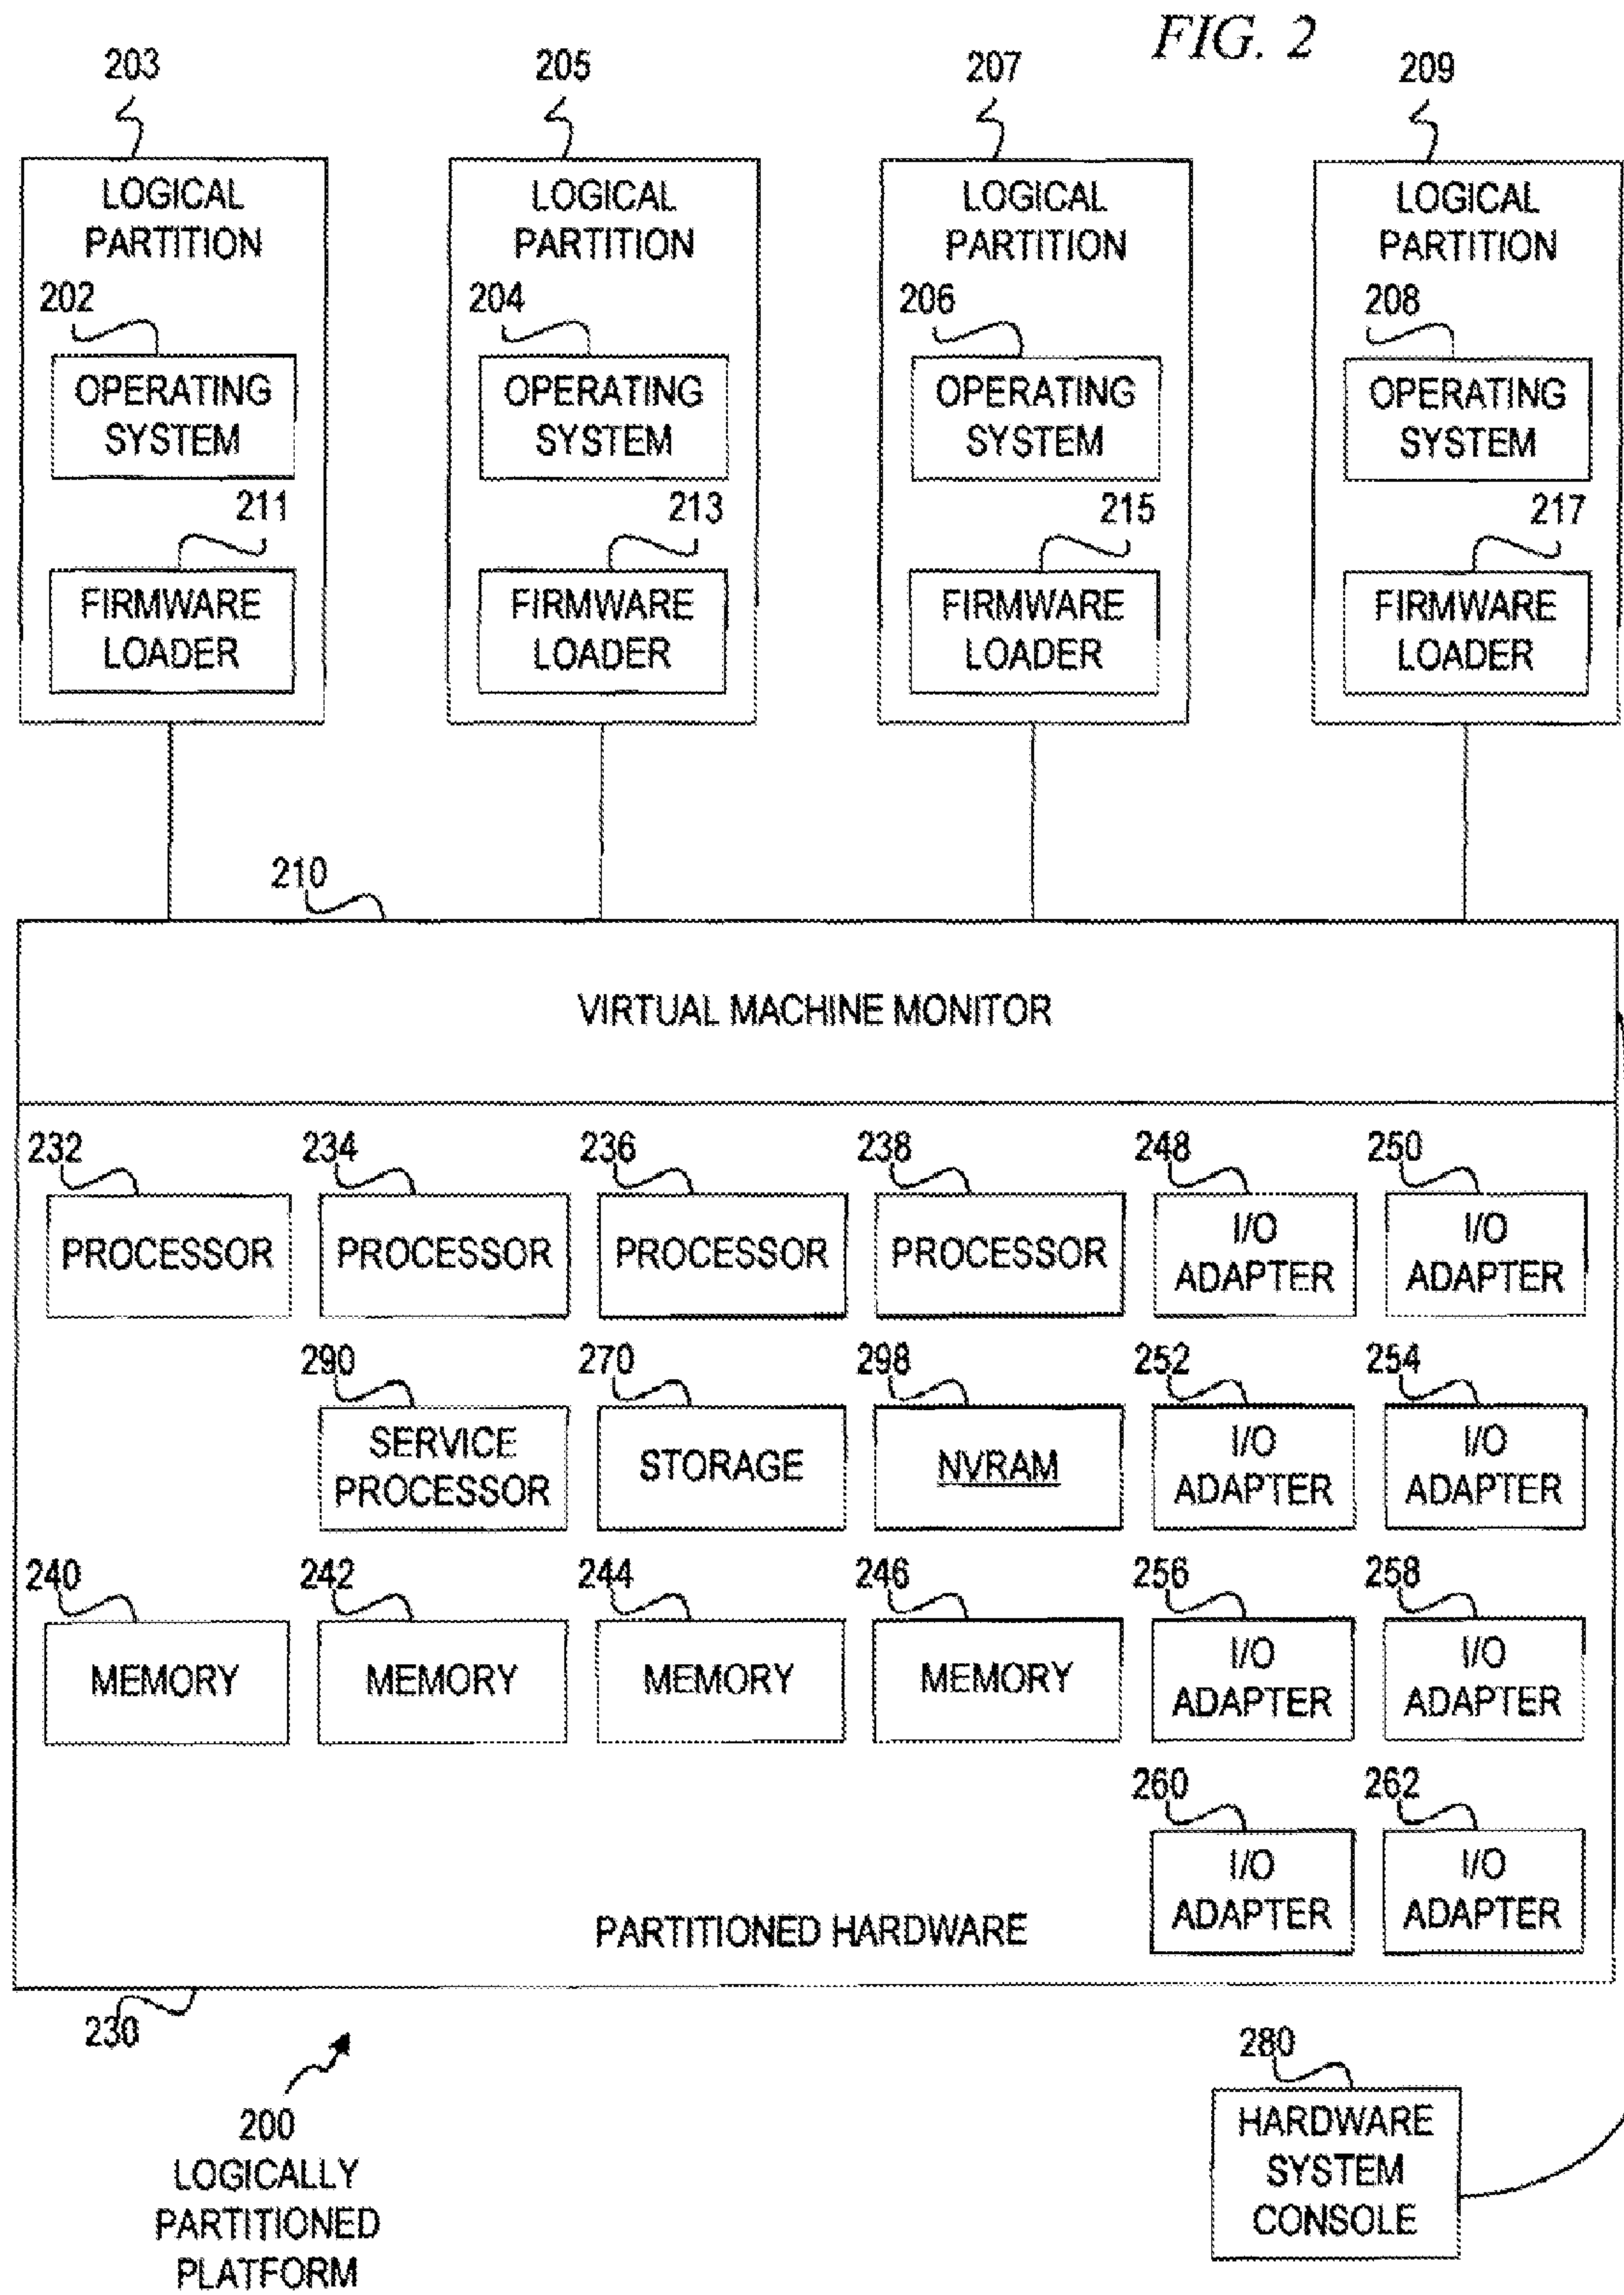 FIG. 2
203 205 207 209
LOGICAL PARTITION LOGICAL PARTITION LOGICAL PARTITION LOGICAL PARTITION
202 204 206 208
OPERATING SYSTEM OPERATING SYSTEM OPERATING SYSTEM OPERATING SYSTEM
211 213 215 217
FIRMWARE LOADER FIRMWARE LOADER FIRMWARE LOADER FIRMWARE LOADER
210
VIRTUAL MACHINE MONITOR
232 234 236 238 248 250
PROCESSOR PROCESSOR PROCESSOR PROCESSOR I/O ADAPTER I/O ADAPTER
290 270 298 252 254
SERVICE PROCESSOR STORAGE NVRAM I/O ADAPTER I/O ADAPTER
240 242 244 246 256 258
MEMORY MEMORY MEMORY MEMORY I/O ADAPTER I/O ADAPTER
260 262
I/O ADAPTER I/O ADAPTER
PARTITIONED HARDWARE
230
200
LOGICALLY
PARTITIONED
PLATFORM
280
HARDWARE
SYSTEM
CONSOLE